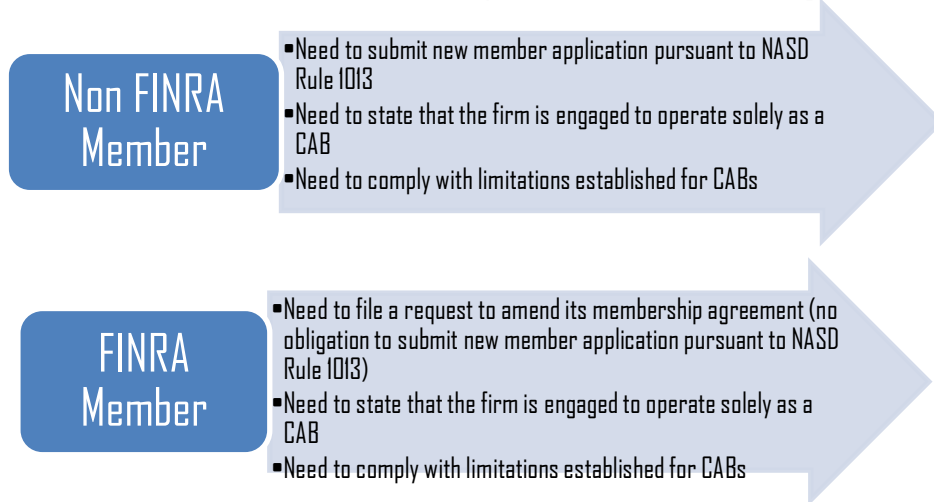 Non FINRA
Member
▪Need to submit new member application pursuant to NASD
Rule 1013
▪Need to state that the firm is engaged to operate solely as a
CAB
▪Need to comply with limitations established for CABs
FINRA
Member
▪Need to file a request to amend its membership agreement (no
obligation to submit new member application pursuant to NASD
Rule 1013)
▪Need to state that the firm is engaged to operate solely as a
CAB
▪Need to comply with limitations established for CABs